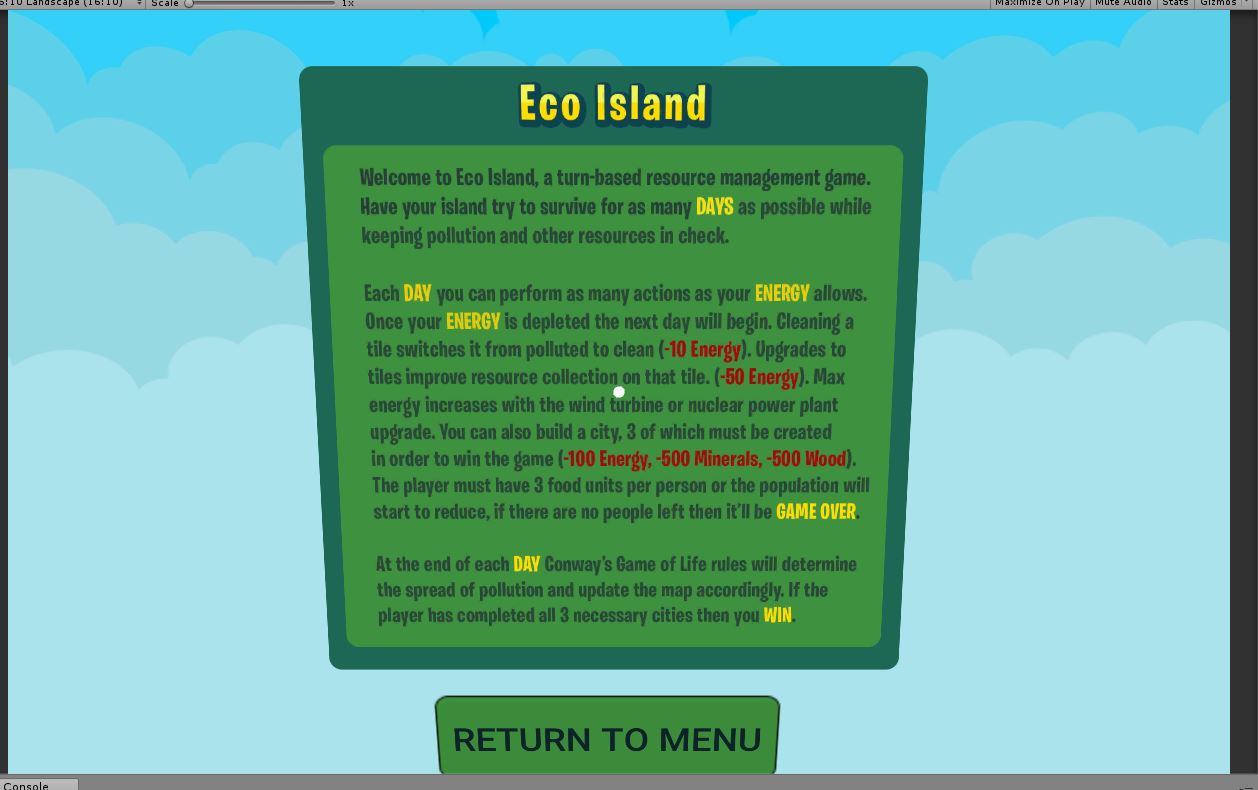 Scale 1x Maximize On Play Mute Audio Stats Gizmos
Eco Island
Welcome to Eco Island, a turn-based resource management game.
Have your island try to survive for as many DAYS as possible while
keeping pollution and other resources in check.
Each DAY you can perform as many actions as your ENERGY allows.
Once your ENERGY is depleted the next day will begin. Cleaning a
tile switches it from polluted to clean (-10 Energy). Upgrades to
tiles improve resource collection on that tile. (-50 Energy). Max
energy increases with the wind turbine or nuclear power plant
upgrade. You can also build a city, 3 of which must be created
in order to win the game (-100 Energy, -500 Minerals, -500 Wood).
The player must have 3 food units per person or the population will
start to reduce, if there are no people left then it'll be GAME OVER.
At the end of each DAY Conway's Game of Life rules will determine
the spread of pollution and update the map accordingly. If the
player has completed all 3 necessary cities then you WIN.
RETURN TO MENU
Console